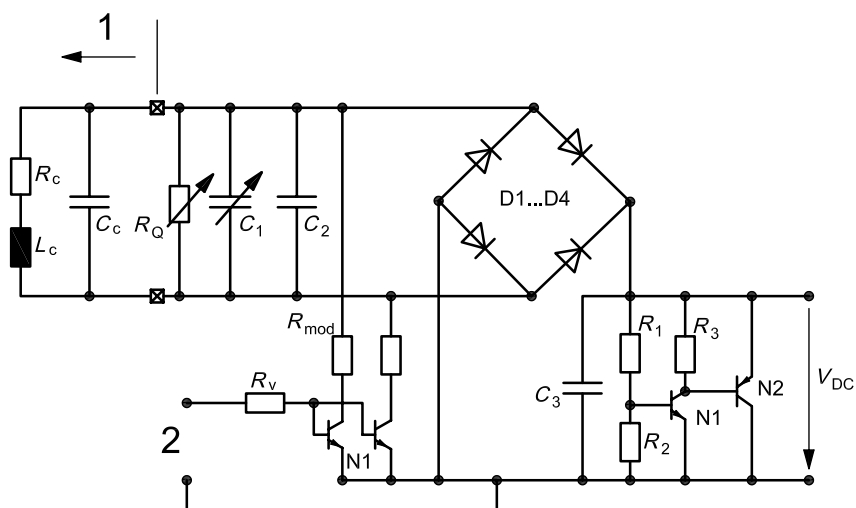 1
Rc
Cc
RQ
C1
C2
D1...D4
Lc
Rmod
R1
R3
Rv
C3
N2
VDC
2
N1
R2
N1